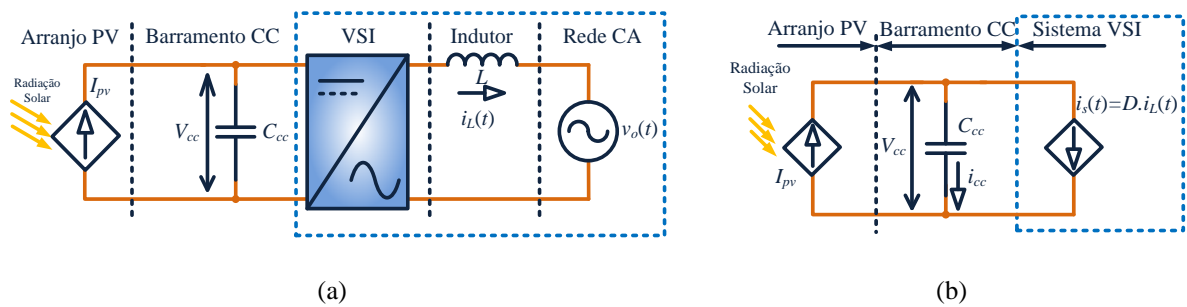 Arranjo PV Barramento CC VSI Indutor Rede CA
Radiação
Solar
I_pv
V_cc
C_cc
L
i_L(t)
v_o(t)
(a)
Arranjo PV Barramento CC Sistema VSI
Radiação
Solar
I_pv
V_cc
C_cc
i_cc
i_s(t)=D.i_L(t)
(b)